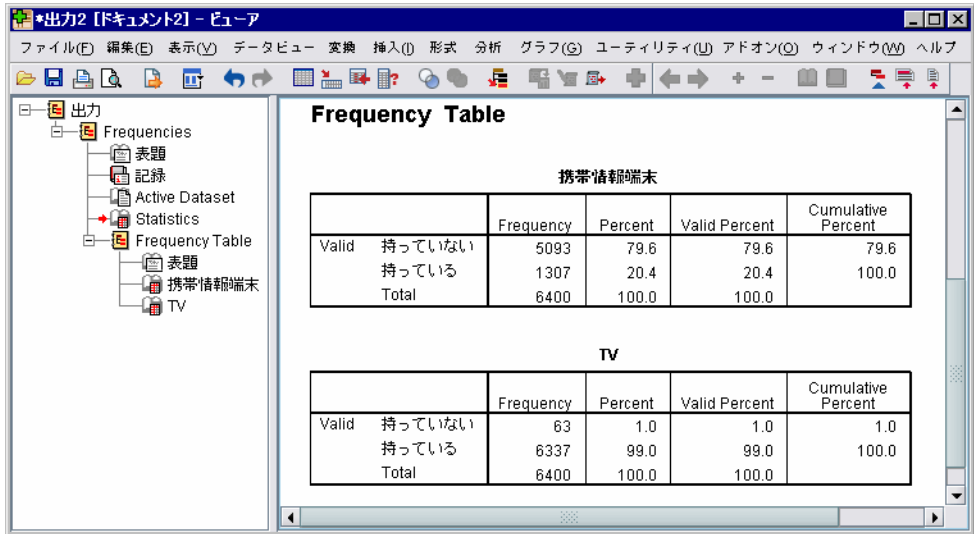 *出力2 [ドキュメント2] - ビューア
ファイル(F) 編集(E) 表示(V) データビュー 変換 挿入(I) 形式 分析 グラフ(G) ユーティリティ(U) アドオン(O) ウィンドウ(W) ヘルプ
出力
Frequencies
表題
記録
Active Dataset
Statistics
Frequency Table
表題
携帯情報端末
TV
Frequency Table
携帯情報端末
Frequency Percent Valid Percent Cumulative Percent
Valid 持っていない 5093 79.6 79.6 79.6
持っている 1307 20.4 20.4 100.0
Total 6400 100.0 100.0
TV
Frequency Percent Valid Percent Cumulative Percent
Valid 持っていない 63 1.0 1.0 1.0
持っている 6337 99.0 99.0 100.0
Total 6400 100.0 100.0